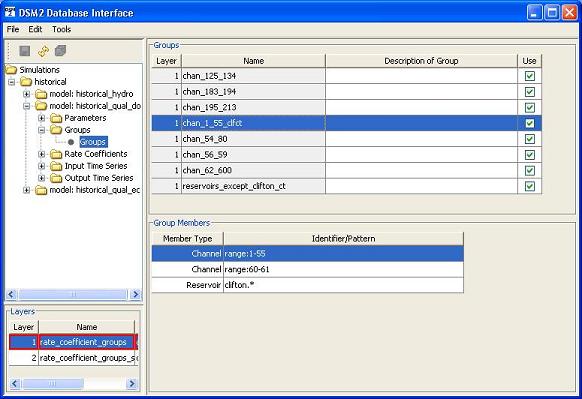 DSM2 Database Interface
File Edit Tools
Simulations
historical
model: historical_hydro
model: historical_qual_do
Parameters
Groups
Groups
Rate Coefficients
Input Time Series
Output Time Series
model: historical_qual_ec
Layers
Layer Name
1 rate_coefficient_groups
2 rate_coefficient_groups_s
Groups
Layer Name Description of Group Use
1 chan_125_134
1 chan_183_194
1 chan_195_213
1 chan_1_55_clfct
1 chan_54_80
1 chan_56_59
1 chan_62_600
1 reservoirs_except_clifton_ct
Group Members
Member Type Identifier/Pattern
Channel range:1-55
Channel range:60-61
Reservoir clifton.*